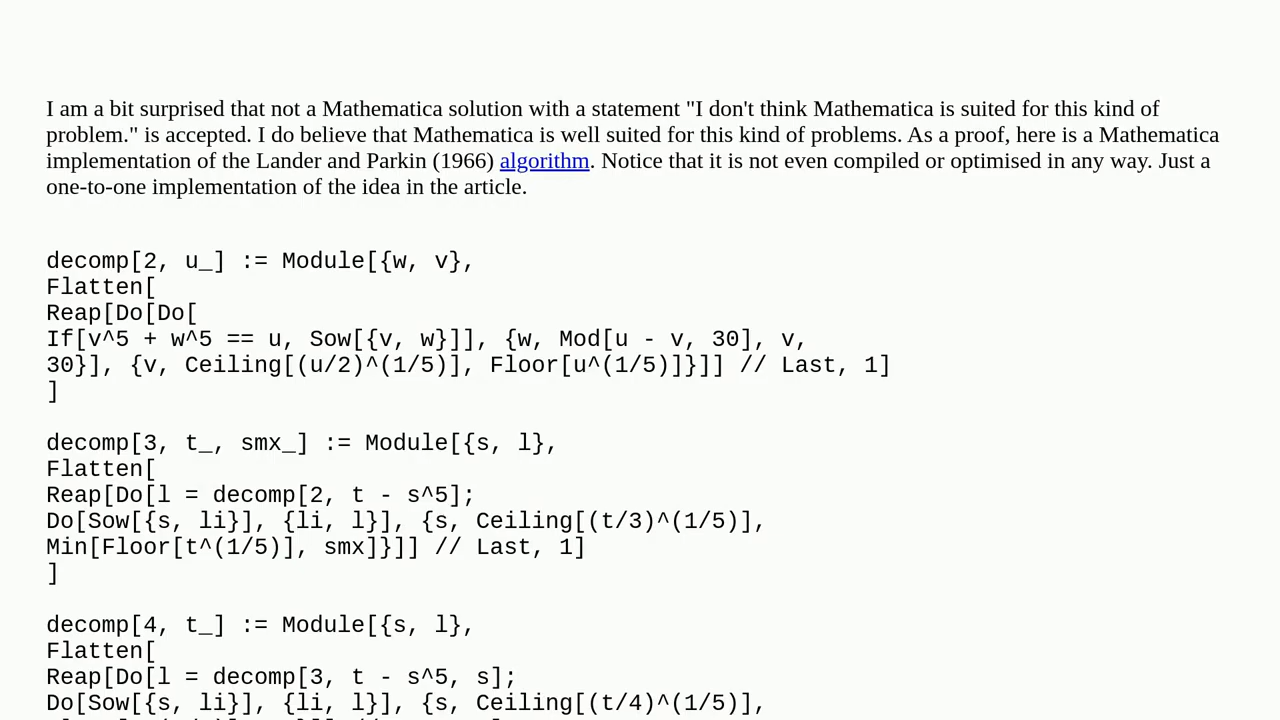 I am a bit surprised that not a Mathematica solution with a statement "I don't think Mathematica is suited for this kind of
problem." is accepted. I do believe that Mathematica is well suited for this kind of problems. As a proof, here is a Mathematica
implementation of the Lander and Parkin (1966) algorithm. Notice that it is not even compiled or optimised in any way. Just a
one-to-one implementation of the idea in the article.
decomp[2, u_] := Module[{w, v},
Flatten[
Reap[Do[Do[
If[v^5 + w^5 == u, Sow[{v, w}]], {w, Mod[u - v, 30], v,
30}], {v, Ceiling[(u/2)^(1/5)], Floor[u^(1/5)]}]] // Last, 1]
]
decomp[3, t_, smx_] := Module[{s, l},
Flatten[
Reap[Do[l = decomp[2, t - s^5];
Do[Sow[{s, li}], {li, l}], {s, Ceiling[(t/3)^(1/5)],
Min[Floor[t^(1/5)], smx]}]] // Last, 1]
]
decomp[4, t_] := Module[{s, l},
Flatten[
Reap[Do[l = decomp[3, t - s^5, s];
Do[Sow[{s, li}], {li, l}], {s, Ceiling[(t/4)^(1/5)],